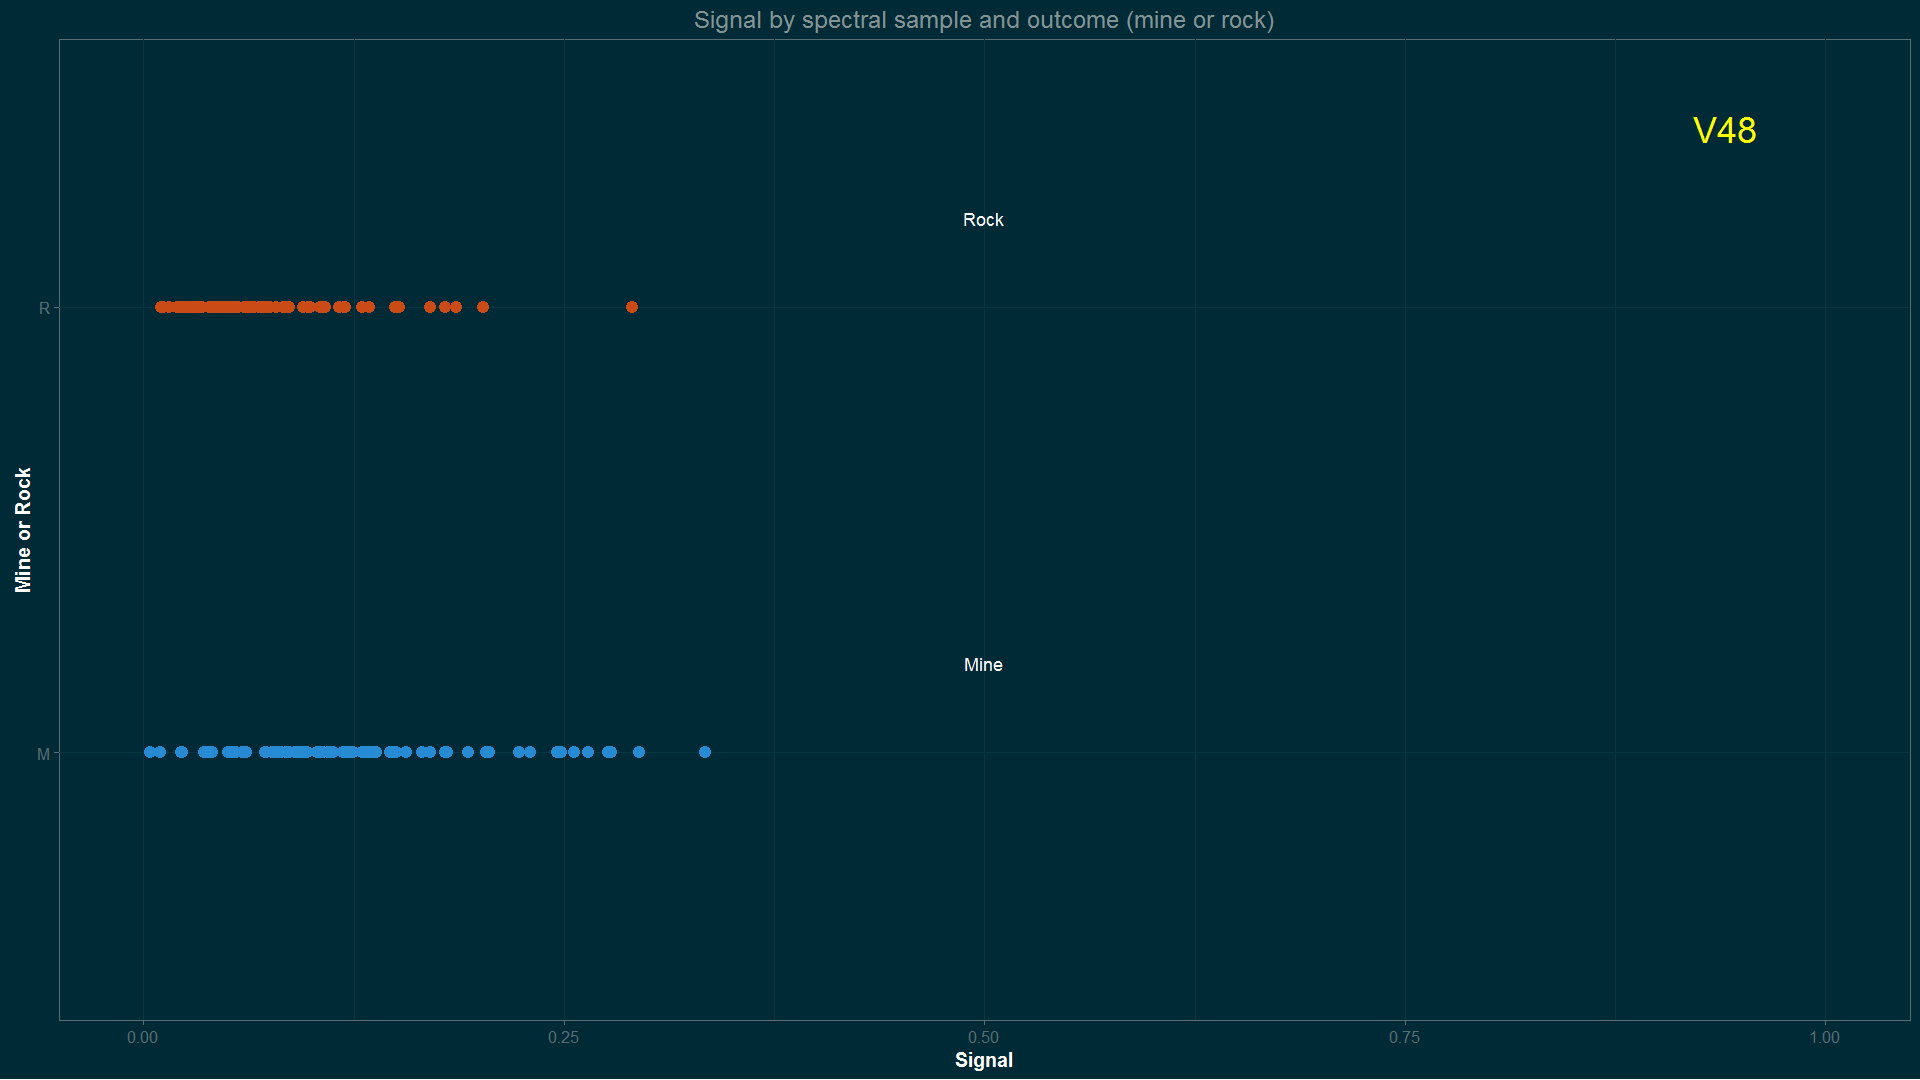 Signal by spectral sample and outcome (mine or rock)
V48
Rock
R
Mine or Rock
Mine
M
0.00 0.25 0.50 0.75 1.00
Signal